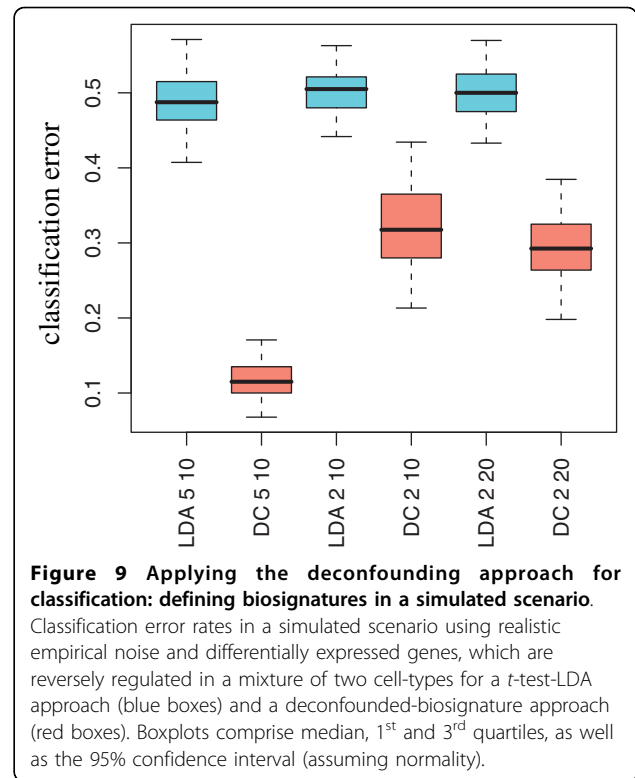 classification error
0.5
0.4
0.3
0.2
0.1
LDA 5 10
DC 5 10
LDA 2 10
DC 2 10
LDA 2 20
DC 2 20
Figure 9 Applying the deconfounding approach for
classification: defining biosignatures in a simulated scenario.
Classification error rates in a simulated scenario using realistic
empirical noise and differentially expressed genes, which are
reversely regulated in a mixture of two cell-types for a t-test-LDA
approach (blue boxes) and a deconfounded-biosignature approach
(red boxes). Boxplots comprise median, 1st and 3rd quartiles, as well
as the 95% confidence interval (assuming normality).